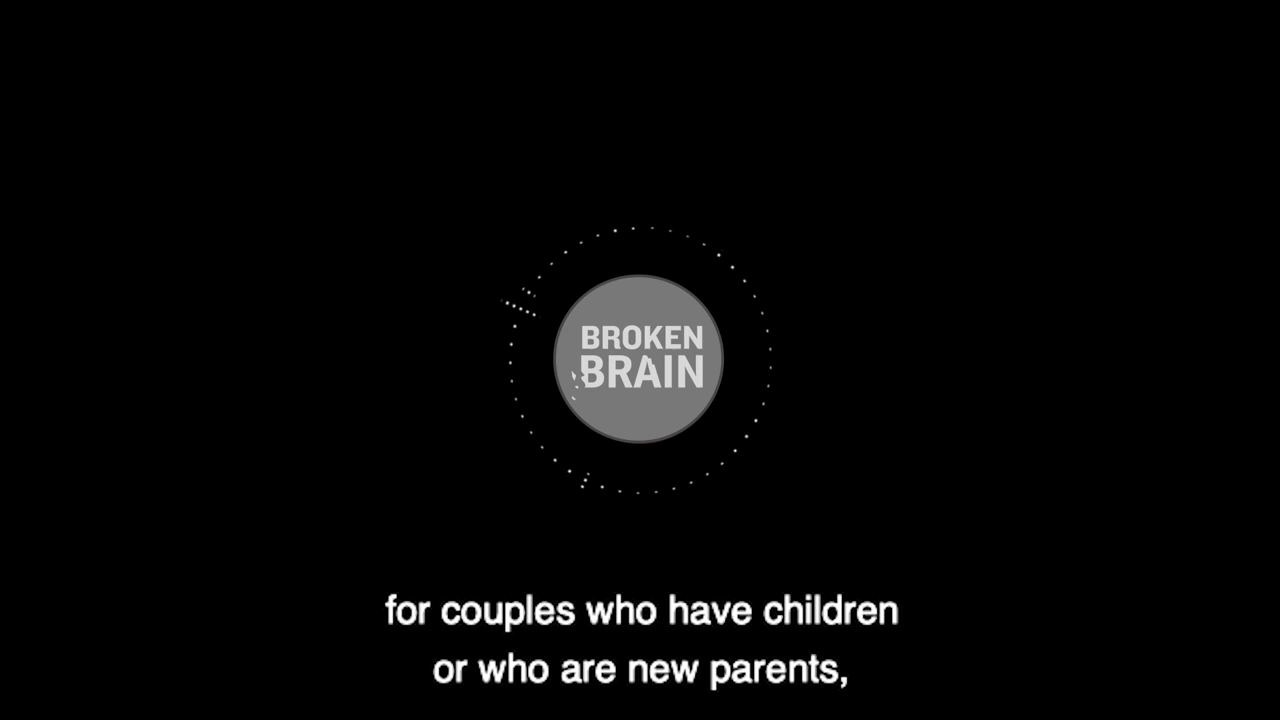 BROKEN
BRAIN
for couples who have children
or who are new parents,